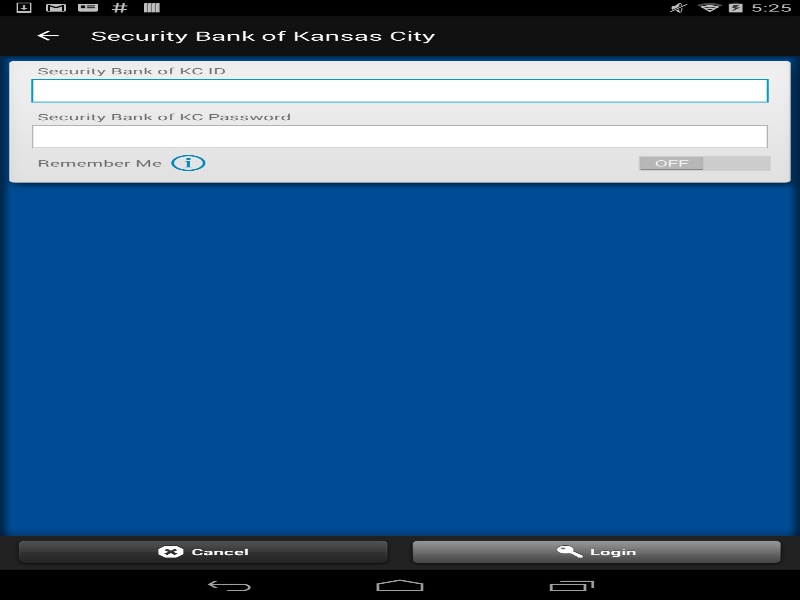 5:25
Security Bank of Kansas City
Security Bank of KC ID
Security Bank of KC Password
Remember Me
OFF
Cancel
Login